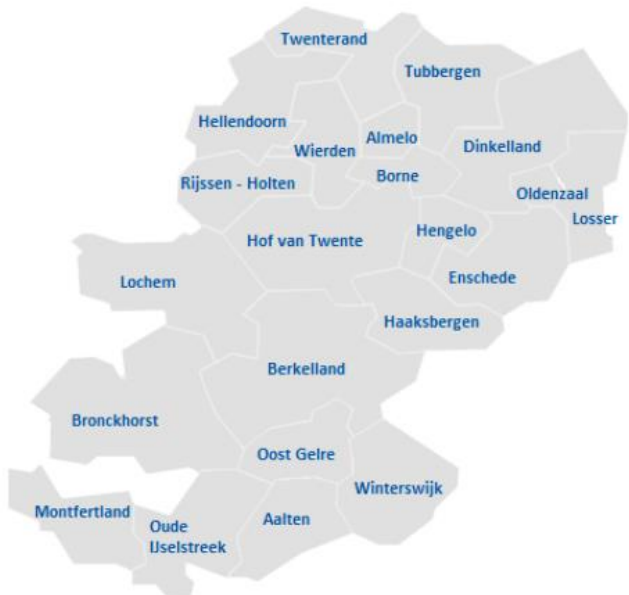 Twenterand
Tubbergen
Hellendoorn
Wierden
Almelo
Dinkelland
Rijssen - Holten
Borne
Oldenzaal
Losser
Hof van Twente
Hengelo
Lochem
Enschede
Haaksbergen
Berkelland
Bronckhorst
Oost Gelre
Winterswijk
Montfertland
Oude
IJselstreek
Aalten